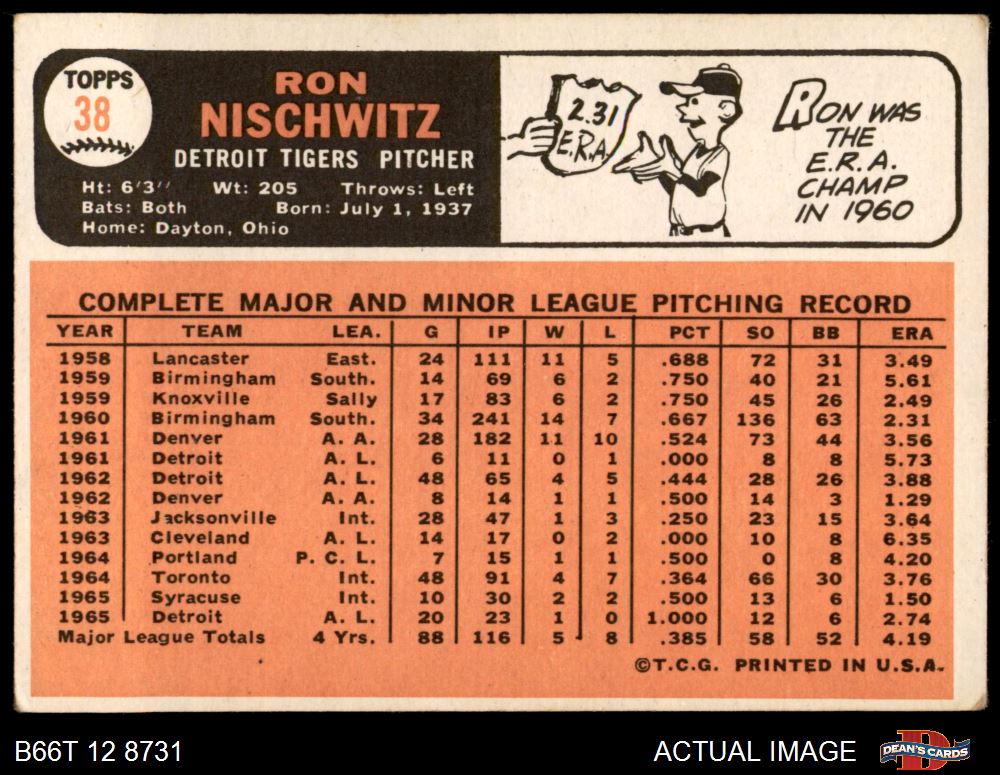 TOPPS
38
RON
NISCHWITZ
DETROIT TIGERS PITCHER
Ht: 6'3" Wt: 205 Throws: Left
Bats: Both Born: July 1, 1937
Home: Dayton, Ohio
2.31
E.R.A.
RON WAS
THE
E.R.A.
CHAMP
IN 1960
COMPLETE MAJOR AND MINOR LEAGUE PITCHING RECORD
YEAR TEAM LEA. G IP W L PCT SO BB ERA
1958 Lancaster East. 24 111 11 5 .688 72 31 3.49
1959 Birmingham South. 14 69 6 2 .750 40 21 5.61
1959 Knoxville Sally 17 83 6 2 .750 45 26 2.49
1960 Birmingham South. 34 241 14 7 .667 136 63 2.31
1961 Denver A. A. 28 182 11 10 .524 73 44 3.56
1961 Detroit A. L. 6 11 0 1 .000 8 8 5.73
1962 Detroit A. L. 48 65 4 5 .444 28 26 3.88
1962 Denver A. A. 8 14 1 1 .500 14 3 1.29
1963 Jacksonville Int. 28 47 1 3 .250 23 15 3.64
1963 Cleveland A. L. 14 17 0 2 .000 10 8 6.35
1964 Portland P. C. L. 7 15 1 1 .500 0 8 4.20
1964 Toronto Int. 48 91 4 7 .364 66 30 3.76
1965 Syracuse Int. 10 30 2 2 .500 13 6 1.50
1965 Detroit A. L. 20 23 1 0 1.000 12 6 2.74
Major League Totals 4 Yrs. 88 116 5 8 .385 58 52 4.19
©T.C.G. PRINTED IN U.S.A.
B66T 12 8731 ACTUAL IMAGE DEAN'S CARDS